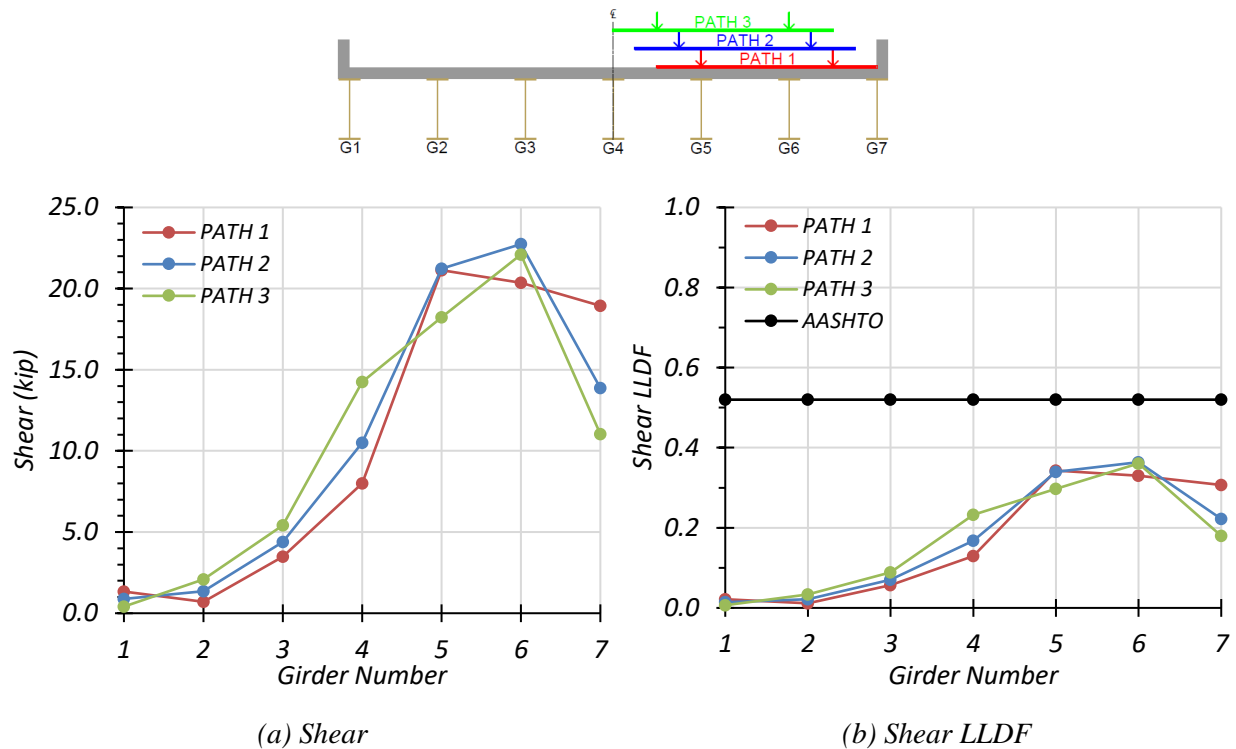 ℄
PATH 3
PATH 2
PATH 1
G1 G2 G3 G4 G5 G6 G7
25.0
20.0
15.0
10.0
5.0
0.0
Shear (kip)
PATH 1
PATH 2
PATH 3
1 2 3 4 5 6 7
Girder Number
(a) Shear
1.0
0.8
0.6
0.4
0.2
0.0
Shear LLDF
PATH 1
PATH 2
PATH 3
AASHTO
1 2 3 4 5 6 7
Girder Number
(b) Shear LLDF